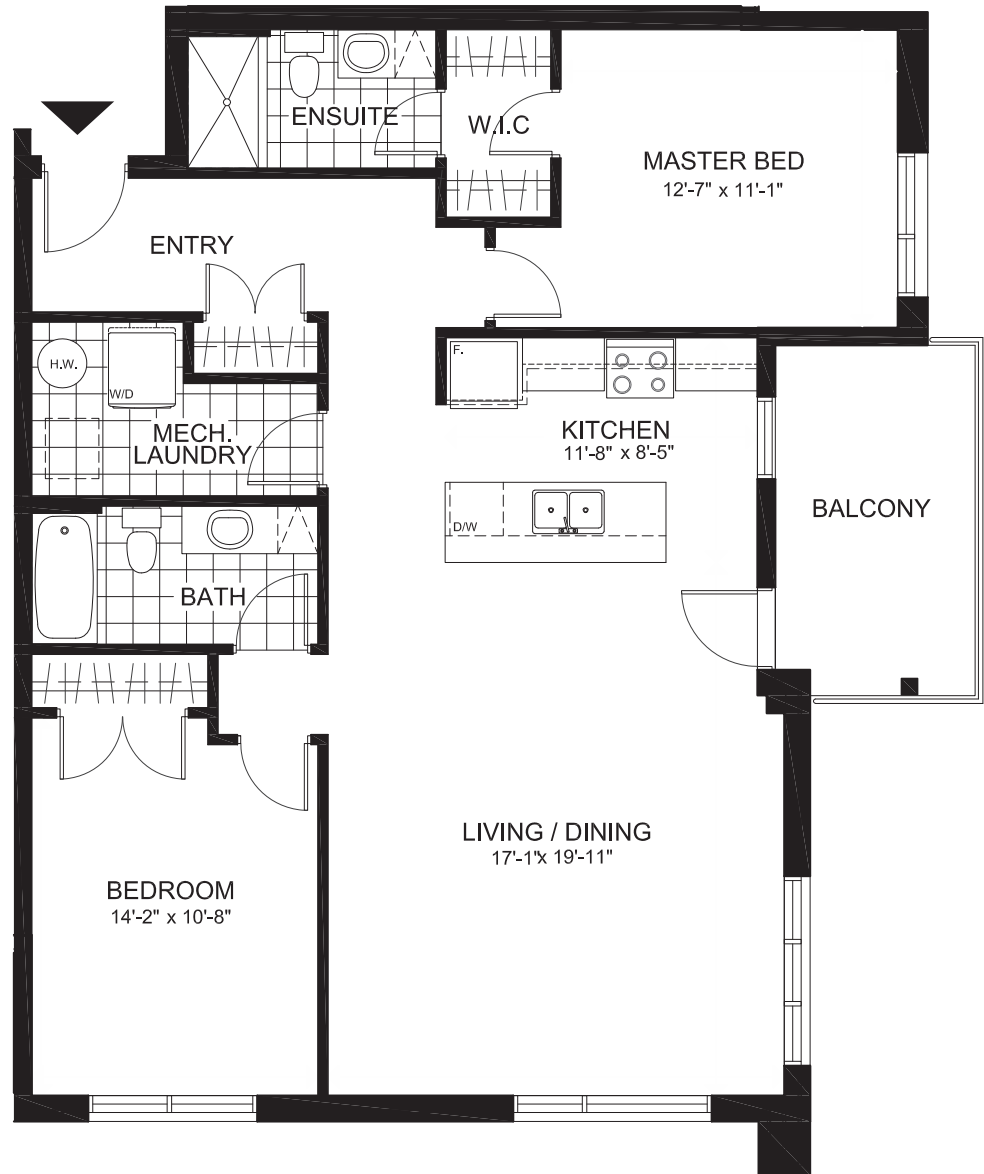 ENSUITE
W.I.C
MASTER BED
12'-7" x 11'-1"
ENTRY
H.W.
W/D
MECH.
LAUNDRY
F.
KITCHEN
11'-8" x 8'-5"
D/W
BALCONY
BATH
LIVING / DINING
17'-1"x 19'-11"
BEDROOM
14'-2" x 10'-8"